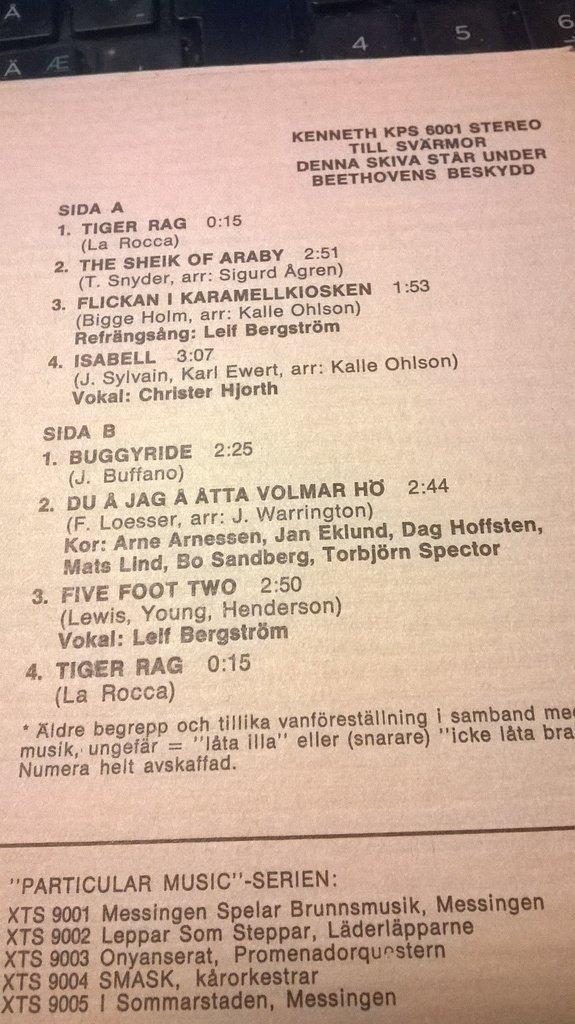 Å
4 5 6
Ä Æ
KENNETH KPS 6001 STEREO
TILL SVÄRMOR
DENNA SKIVA STÅR UNDER
BEETHOVENS BESKYDD
SIDA A
1. TIGER RAG 0:15
(La Rocca)
2. THE SHEIK OF ARABY 2:51
(T. Snyder, arr: Sigurd Ågren)
3. FLICKAN I KARAMELLKIOSKEN 1:53
(Bigge Holm, arr: Kalle Ohlson)
Refrängsång: Leif Bergström
4. ISABELL 3:07
(J. Sylvain, Karl Ewert, arr: Kalle Ohlson)
Vokal: Christer Hjorth
SIDA B
1. BUGGYRIDE 2:25
(J. Buffano)
2. DU Å JAG Å ÅTTA VOLMAR HÖ 2:44
(F. Loesser, arr: J. Warrington)
Kor: Arne Arnessen, Jan Eklund, Dag Hoffsten,
Mats Lind, Bo Sandberg, Torbjörn Spector
3. FIVE FOOT TWO 2:50
(Lewis, Young, Henderson)
Vokal: Leif Bergström
4. TIGER RAG 0:15
(La Rocca)
* Äldre begrepp och tillika vanföreställning i samband me
musik, ungefär = "låta illa" eller (snarare) "icke låta bra
Numera helt avskaffad.
"PARTICULAR MUSIC"-SERIEN:
XTS 9001 Messingen Spelar Brunnsmusik, Messingen
XTS 9002 Leppar Som Steppar, Läderläpparne
XTS 9003 Onyanserat, Promenadorquestern
XTS 9004 SMASK, kårorkestrar
XTS 9005 I Sommarstaden, Messingen